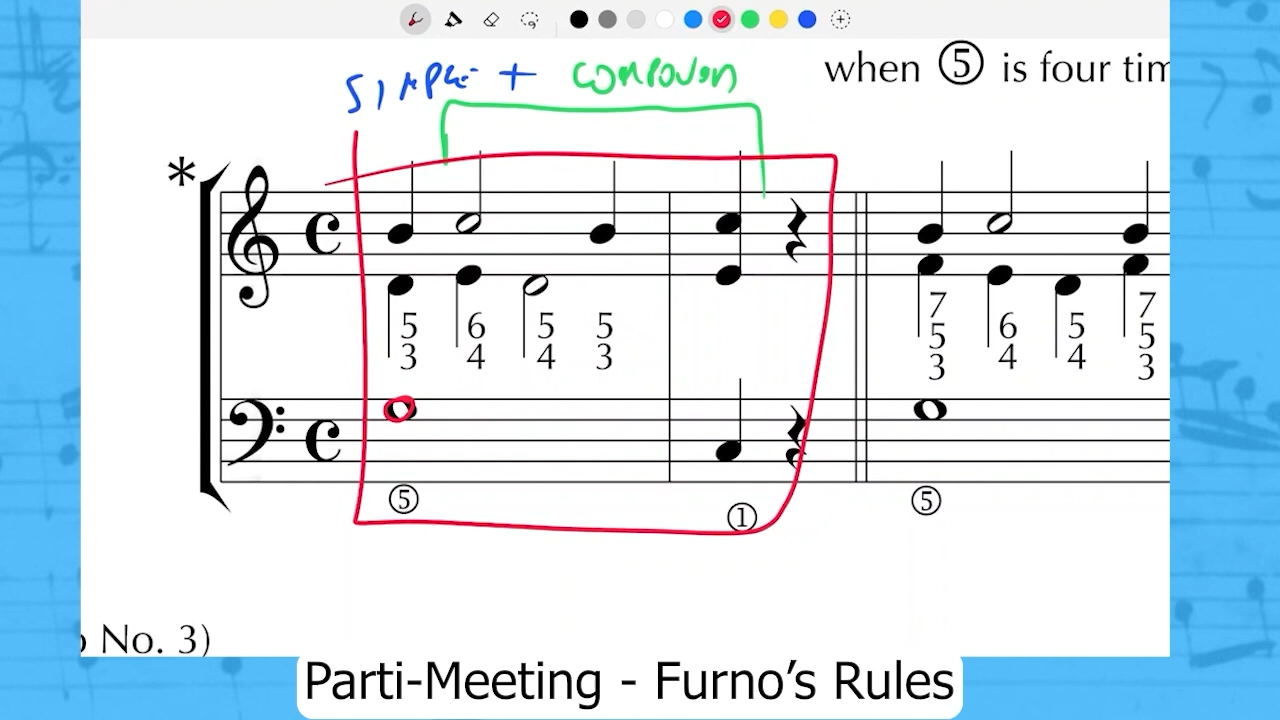 SIMPLE + COMPOUND
when ⑤ is four tim
*
5 6 5 5
3 4 4 3
7 6 5 7
5 4 4 5
3 3
⑤ ① ⑤
No. 3)
Parti-Meeting - Furno’s Rules